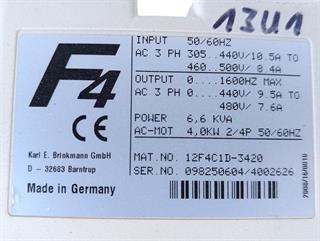 13U1
F4
CE
Karl E. Brinkmann GmbH
D - 32683 Barntrup
Made in Germany
INPUT 50/60HZ
AC 3 PH 305..440V/10.5A TO
460..500V/ 8.4A
OUTPUT 0....1600HZ MAX
AC 3 PH 0....440V/ 9.5A TO
480V/ 7.6A
POWER 6,6 KVA
AC-MOT 4,0KW 2/4P 50/60HZ
MAT.NO. 12F4C1D-3420
SER.NO. 098250604/4002626